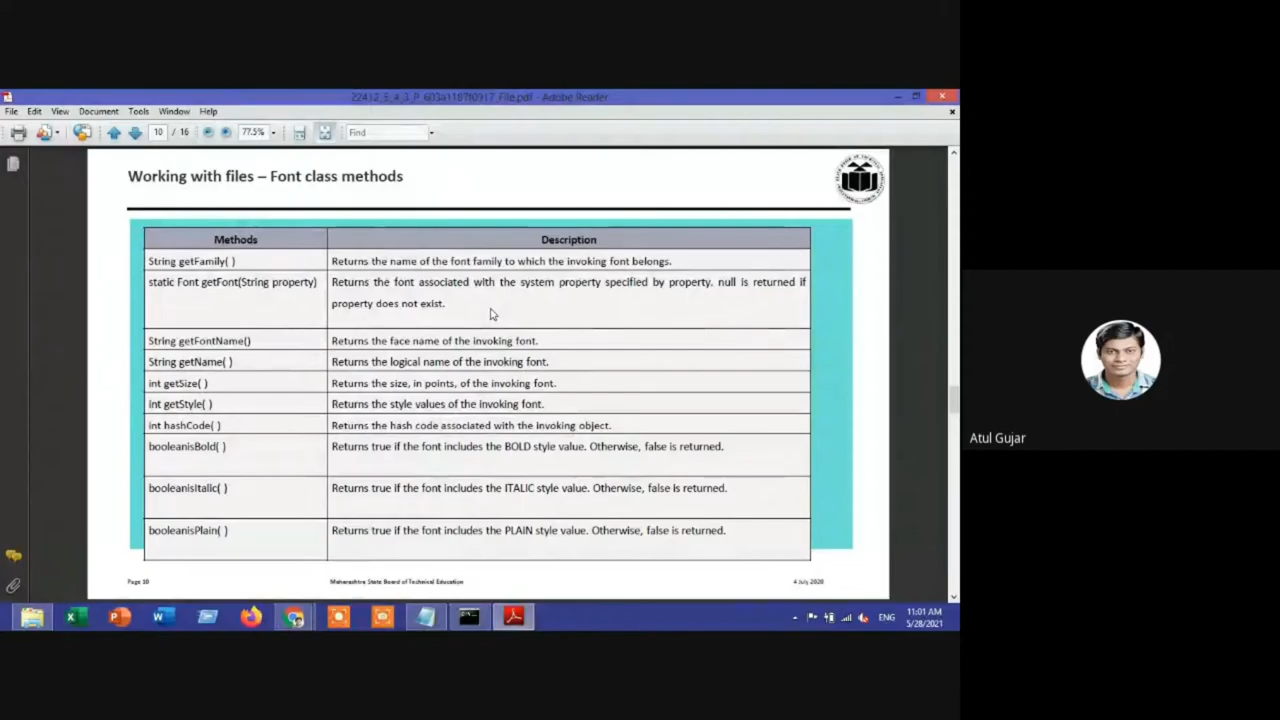 22412_E_4_3_P_603a1187f0917_File.pdf - Adobe Reader
File Edit View Document Tools Window Help
10 / 16 77.5% Find
Working with files – Font class methods
Methods Description
String getFamily( ) Returns the name of the font family to which the invoking font belongs.
static Font getFont(String property) Returns the font associated with the system property specified by property. null is returned if
property does not exist.
String getFontName() Returns the face name of the invoking font.
String getName( ) Returns the logical name of the invoking font.
int getSize( ) Returns the size, in points, of the invoking font.
int getStyle( ) Returns the style values of the invoking font.
int hashCode( ) Returns the hash code associated with the invoking object.
booleanisBold( ) Returns true if the font includes the BOLD style value. Otherwise, false is returned.
booleanisItalic( ) Returns true if the font includes the ITALIC style value. Otherwise, false is returned.
booleanisPlain( ) Returns true if the font includes the PLAIN style value. Otherwise, false is returned.
Page 10 Maharashtra State Board of Technical Education 4 July 2020
ENG 11:01 AM
5/28/2021
Atul Gujar